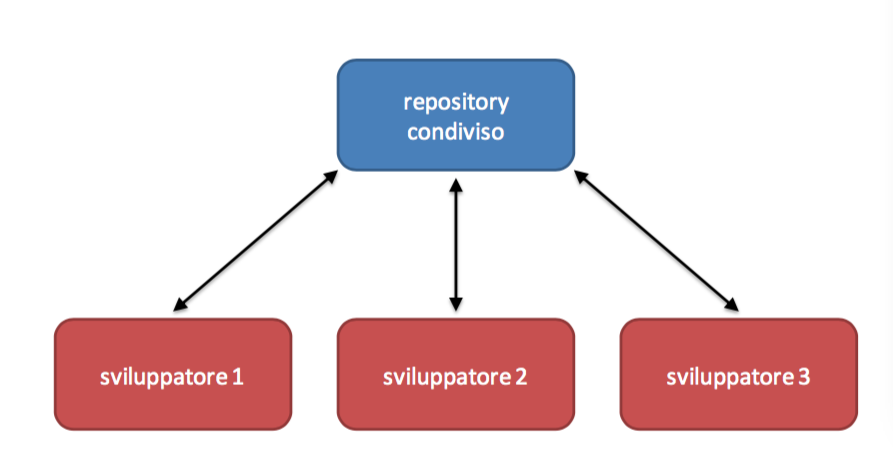 repository
condiviso
sviluppatore 1
sviluppatore 2
sviluppatore 3